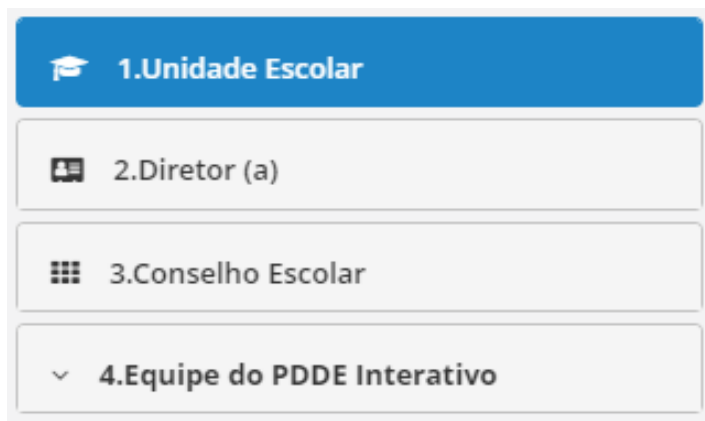 1.Unidade Escolar
2.Diretor (a)
3.Conselho Escolar
4.Equipe do PDDE Interativo